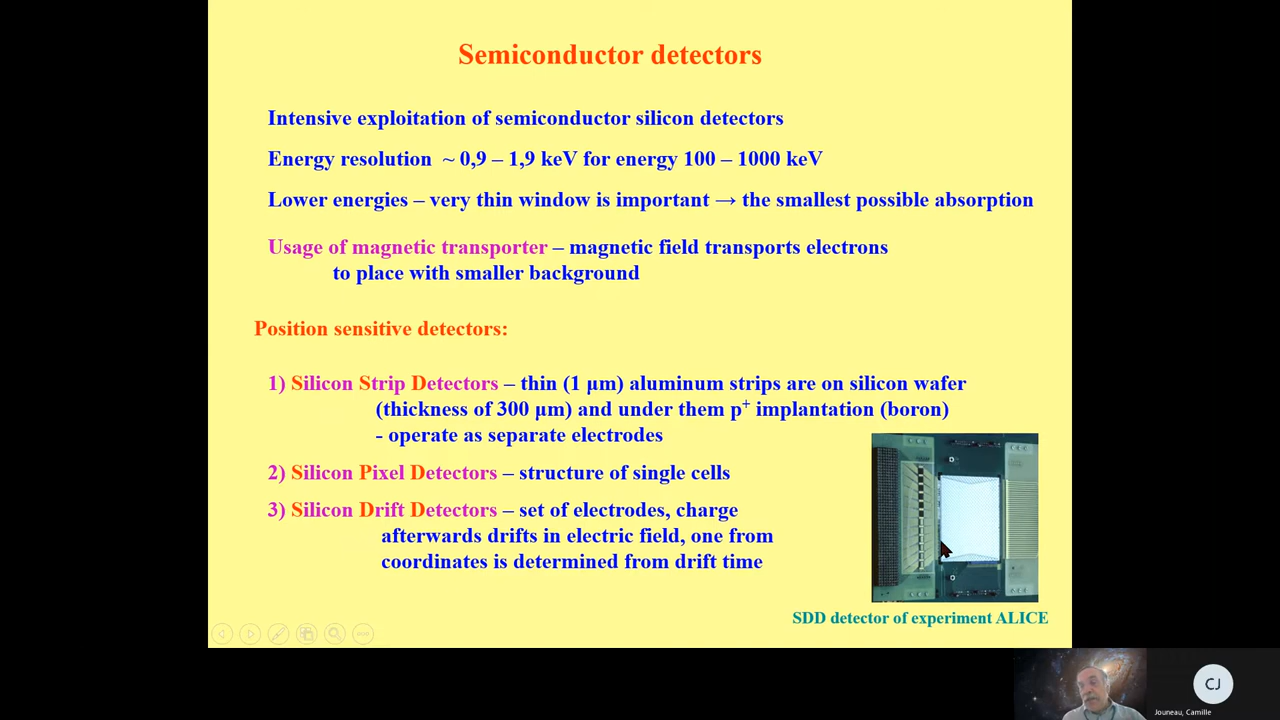 Semiconductor detectors
Intensive exploitation of semiconductor silicon detectors
Energy resolution ~ 0,9 – 1,9 keV for energy 100 – 1000 keV
Lower energies – very thin window is important → the smallest possible absorption
Usage of magnetic transporter – magnetic field transports electrons
to place with smaller background
Position sensitive detectors:
1) Silicon Strip Detectors – thin (1 μm) aluminum strips are on silicon wafer
(thickness of 300 μm) and under them p⁺ implantation (boron)
- operate as separate electrodes
2) Silicon Pixel Detectors – structure of single cells
3) Silicon Drift Detectors – set of electrodes, charge
afterwards drifts in electric field, one from
coordinates is determined from drift time
SDD detector of experiment ALICE
CJ
Jouneau, Camille